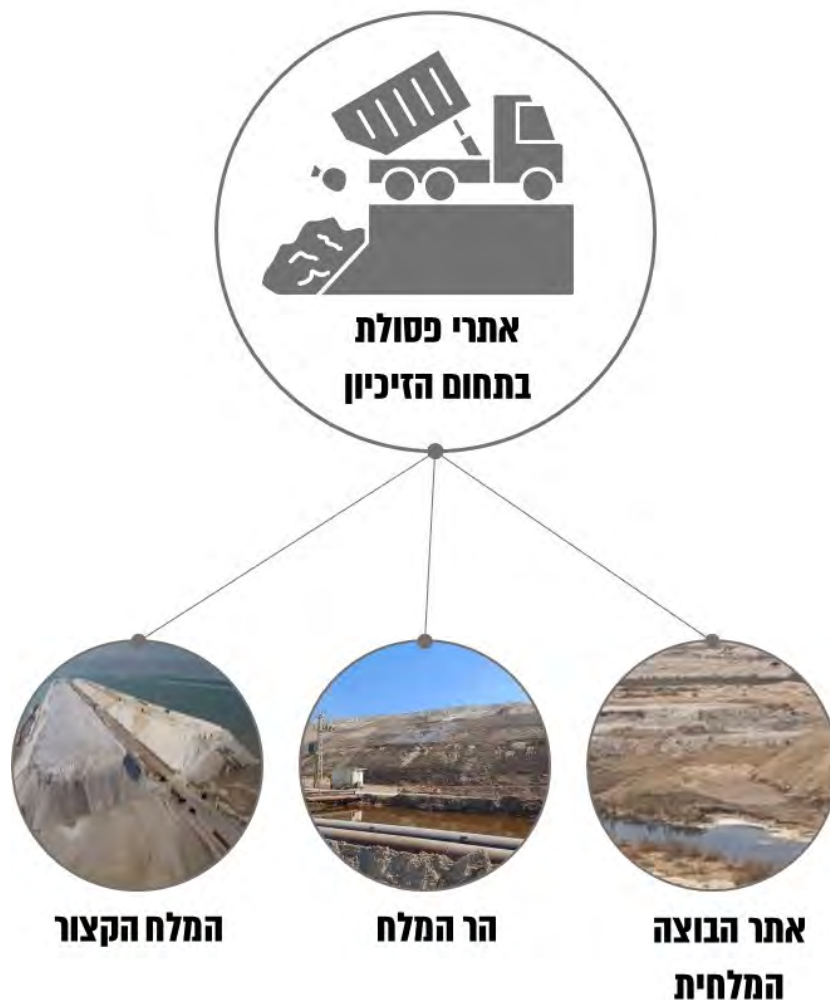 אתרי פסולת
בתחום הזיכיון
אתר הבוצה
המלחית
הר המלח
המלח הקצור